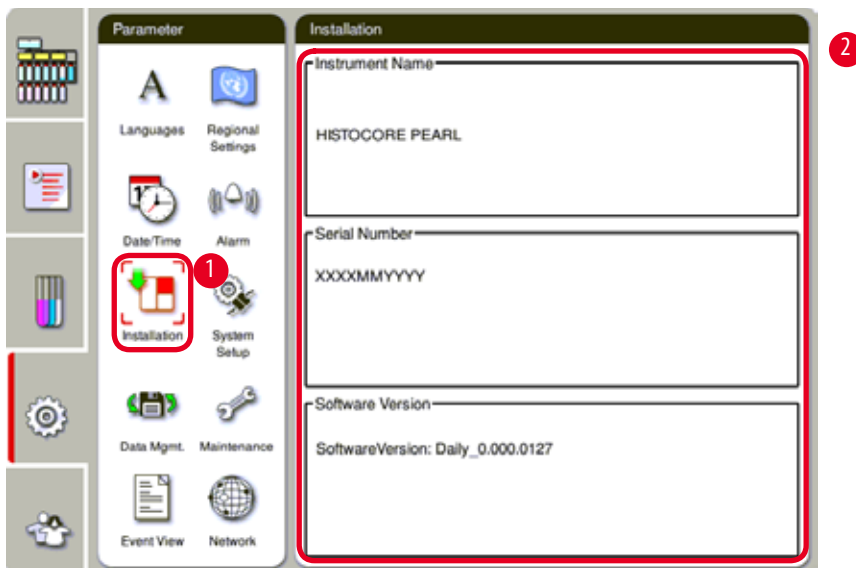 Parameter
Languages
Regional
Settings
17
Date/Time
Alarm
1
Installation
System
Setup
Data Mgmt.
Maintenance
Event View
Network
Installation
2
Instrument Name
HISTOCORE PEARL
Serial Number
XXXXMMYYYY
Software Version
SoftwareVersion: Daily_0.000.0127